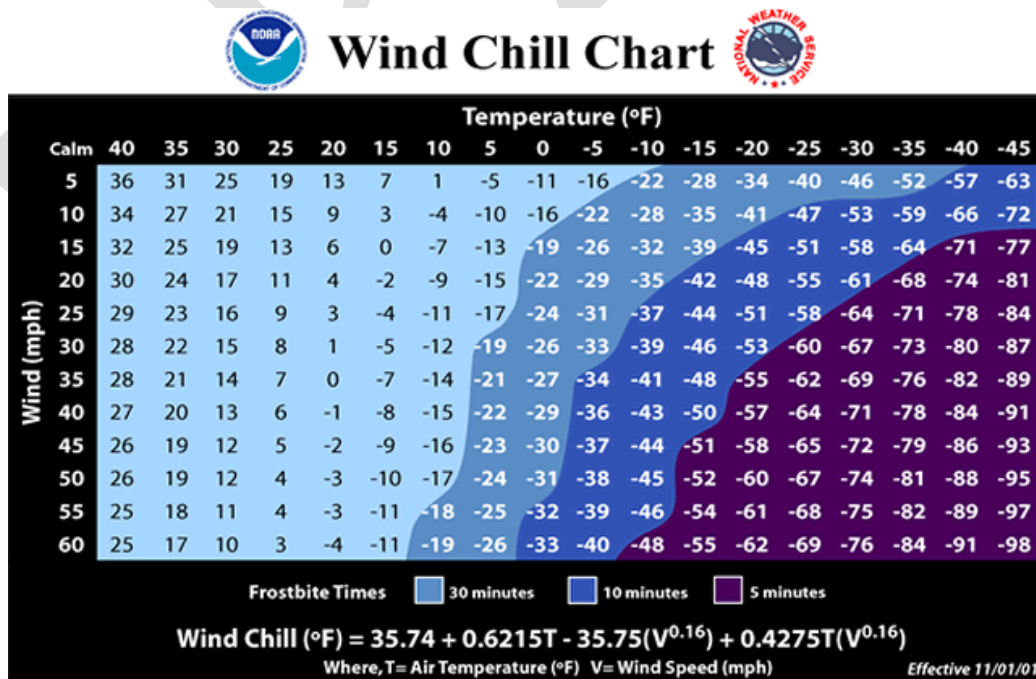 NOAA
Wind Chill Chart
NATIONAL WEATHER SERVICE
Temperature (ºF)
Calm 40 35 30 25 20 15 10 5 0 -5 -10 -15 -20 -25 -30 -35 -40 -45
Wind (mph)
5 36 31 25 19 13 7 1 -5 -11 -16 -22 -28 -34 -40 -46 -52 -57 -63
10 34 27 21 15 9 3 -4 -10 -16 -22 -28 -35 -41 -47 -53 -59 -66 -72
15 32 25 19 13 6 0 -7 -13 -19 -26 -32 -39 -45 -51 -58 -64 -71 -77
20 30 24 17 11 4 -2 -9 -15 -22 -29 -35 -42 -48 -55 -61 -68 -74 -81
25 29 23 16 9 3 -4 -11 -17 -24 -31 -37 -44 -51 -58 -64 -71 -78 -84
30 28 22 15 8 1 -5 -12 -19 -26 -33 -39 -46 -53 -60 -67 -73 -80 -87
35 28 21 14 7 0 -7 -14 -21 -27 -34 -41 -48 -55 -62 -69 -76 -82 -89
40 27 20 13 6 -1 -8 -15 -22 -29 -36 -43 -50 -57 -64 -71 -78 -84 -91
45 26 19 12 5 -2 -9 -16 -23 -30 -37 -44 -51 -58 -65 -72 -79 -86 -93
50 26 19 12 4 -3 -10 -17 -24 -31 -38 -45 -52 -60 -67 -74 -81 -88 -95
55 25 18 11 4 -3 -11 -18 -25 -32 -39 -46 -54 -61 -68 -75 -82 -89 -97
60 25 17 10 3 -4 -11 -19 -26 -33 -40 -48 -55 -62 -69 -76 -84 -91 -98
Frostbite Times 30 minutes 10 minutes 5 minutes
Wind Chill (ºF) = 35.74 + 0.6215T - 35.75(V^0.16) + 0.4275T(V^0.16)
Where, T= Air Temperature (ºF) V= Wind Speed (mph) Effective 11/01/01